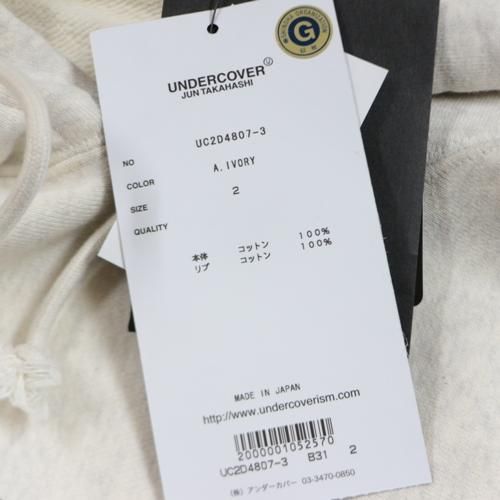 G
UNDERCOVER U
JUN TAKAHASHI
NO UC2D4807-3
COLOR A.IVORY
SIZE 2
QUALITY
本体 コットン 100%
リブ コットン 100%
MADE IN JAPAN
http://www.undercoverism.com
2000001052570
UC2D4807-3 B31 2
(株) アンダーカバー 03-3470-0850